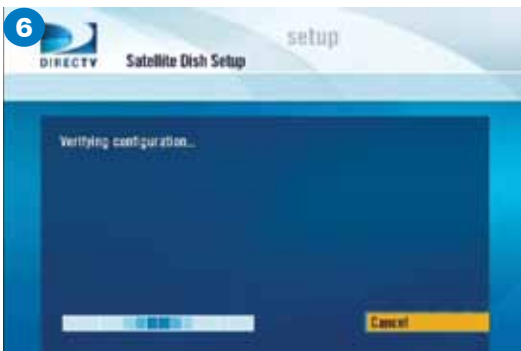 6
setup
DIRECTV
Satellite Dish Setup
Verifying configuration...
Cancel